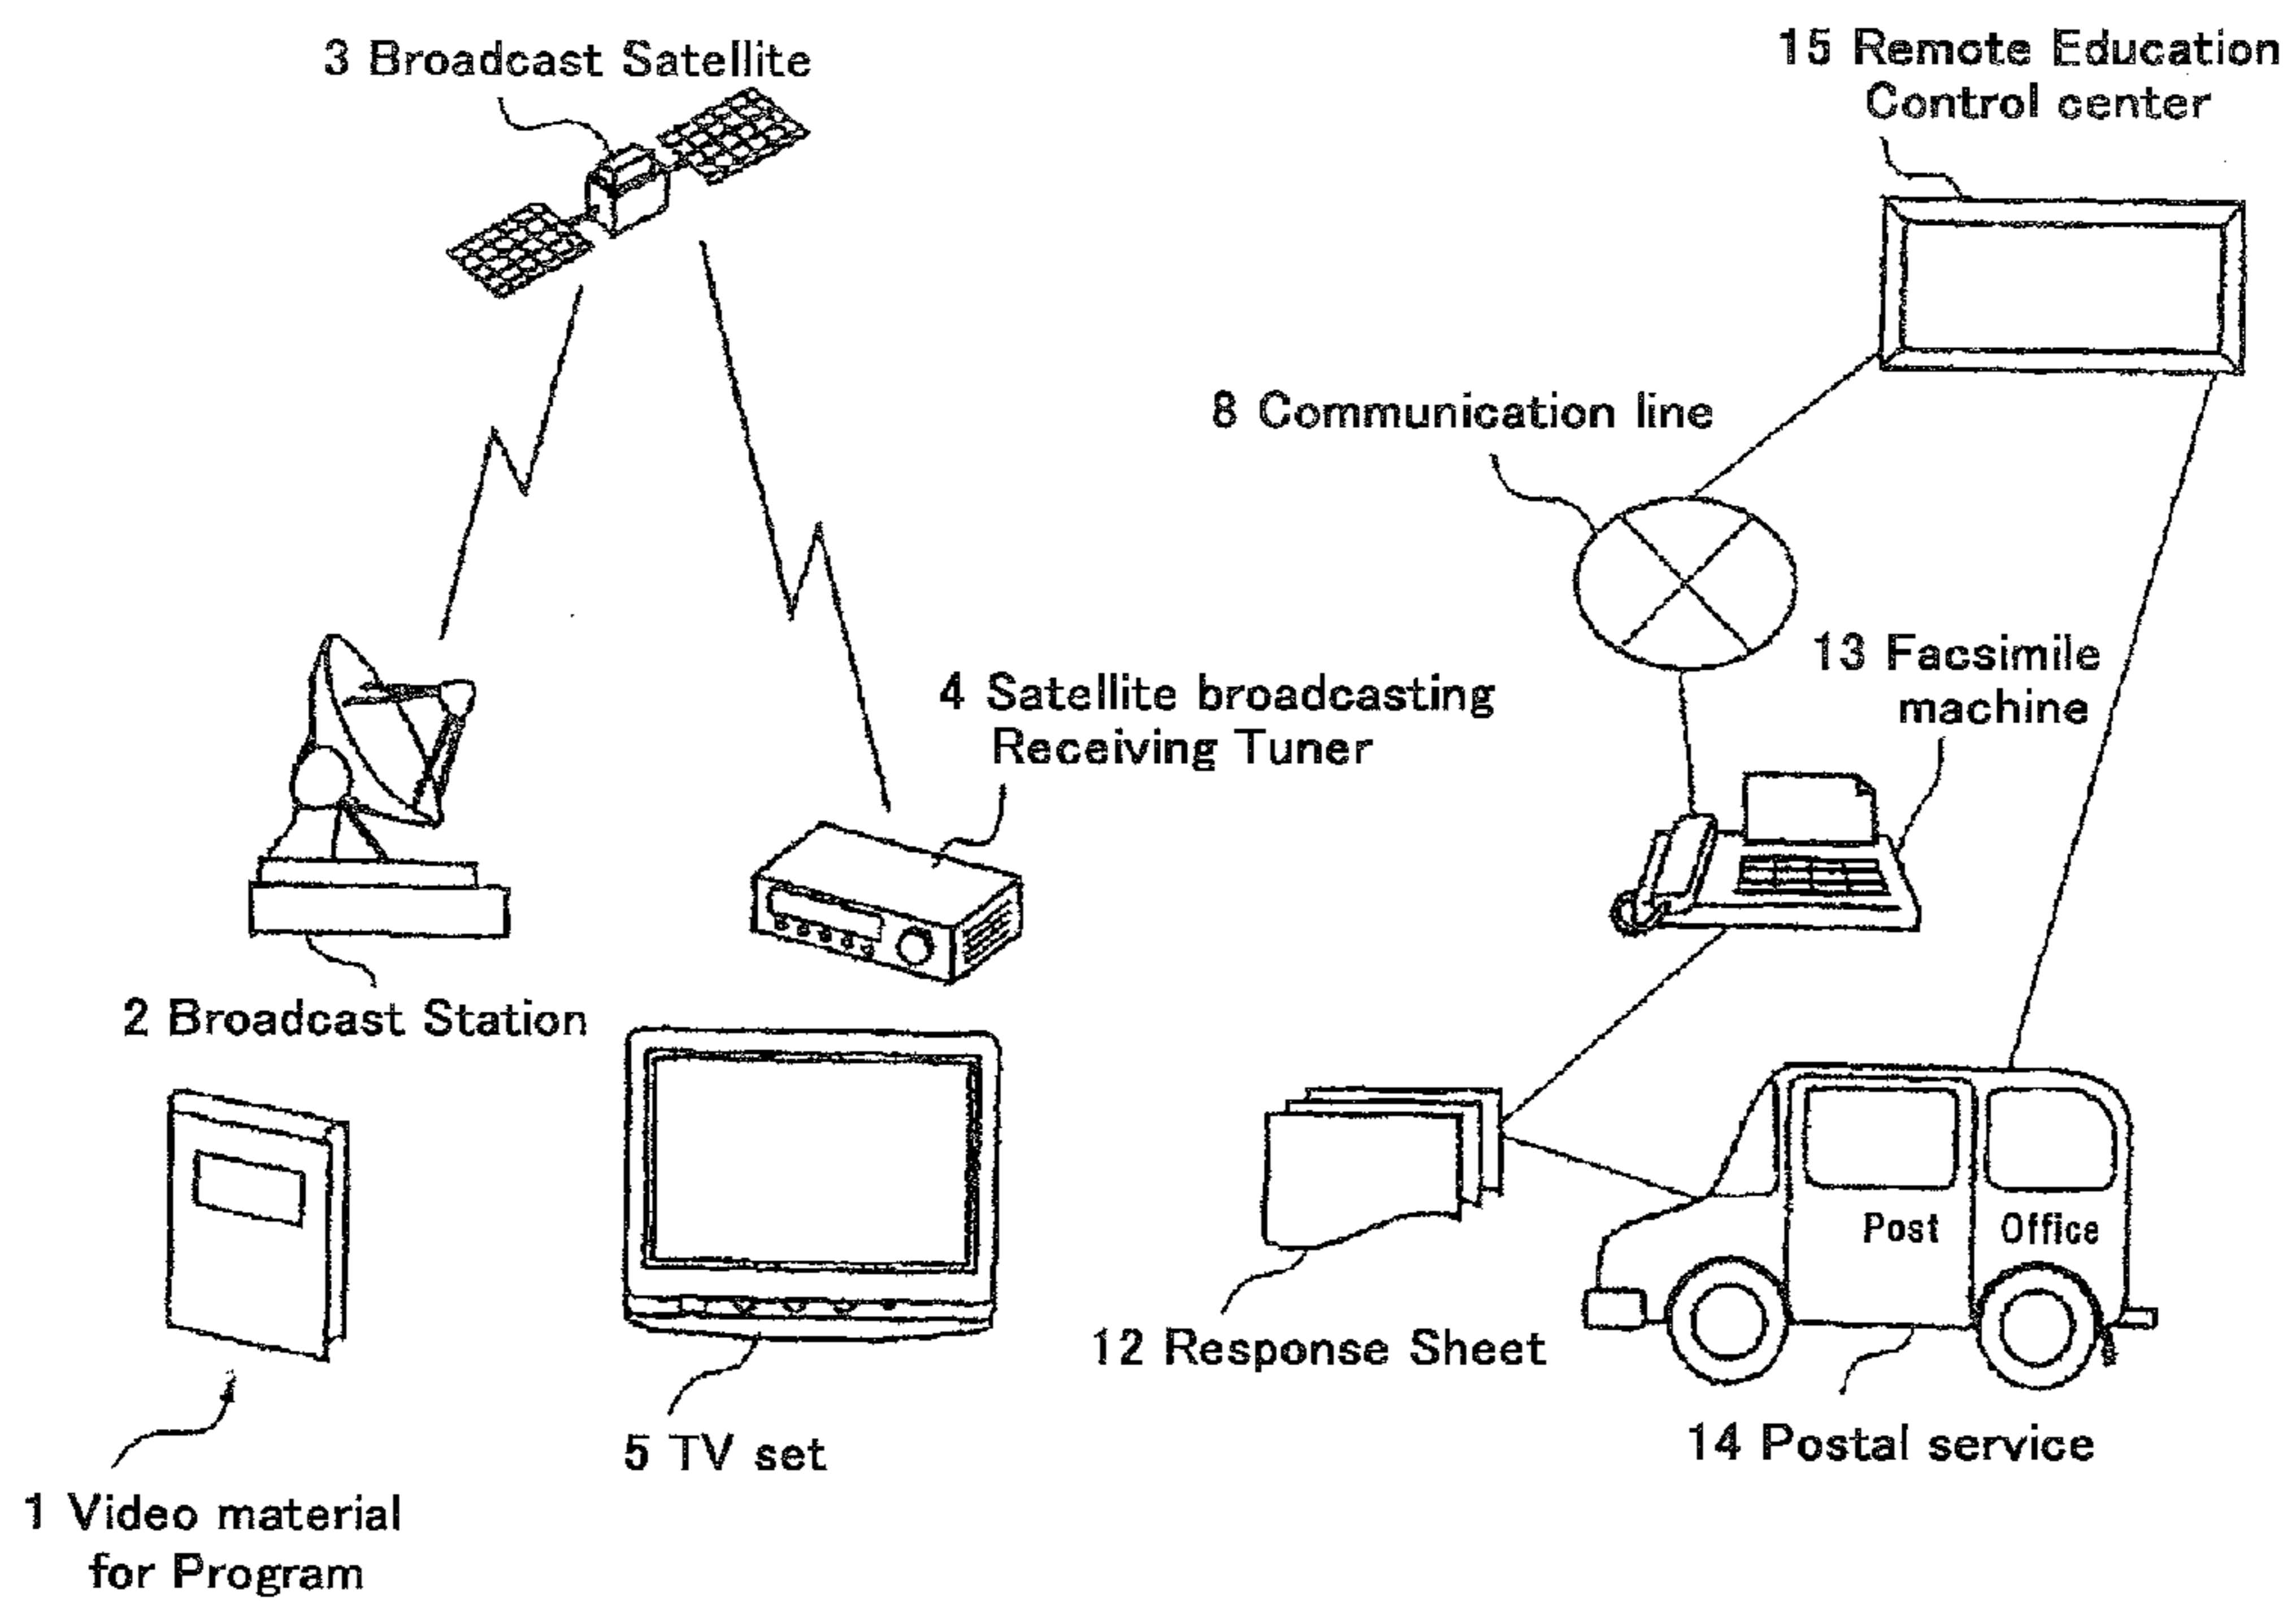 3 Broadcast Satellite
15 Remote Education
Control center
8 Communication line
13 Facsimile
machine
4 Satellite broadcasting
Receiving Tuner
2 Broadcast Station
Post Office
12 Response Sheet
14 Postal service
5 TV set
1 Video material
for Program